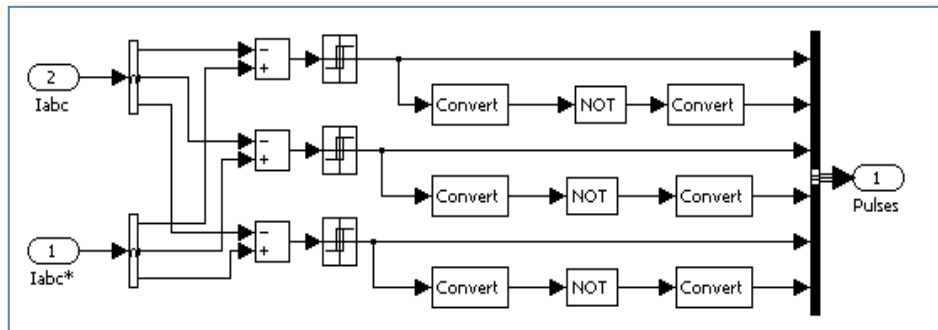 2
Iabc
−
+
Convert
NOT
Convert
−
+
Convert
NOT
Convert
1
Pulses
1
Iabc*
−
+
Convert
NOT
Convert